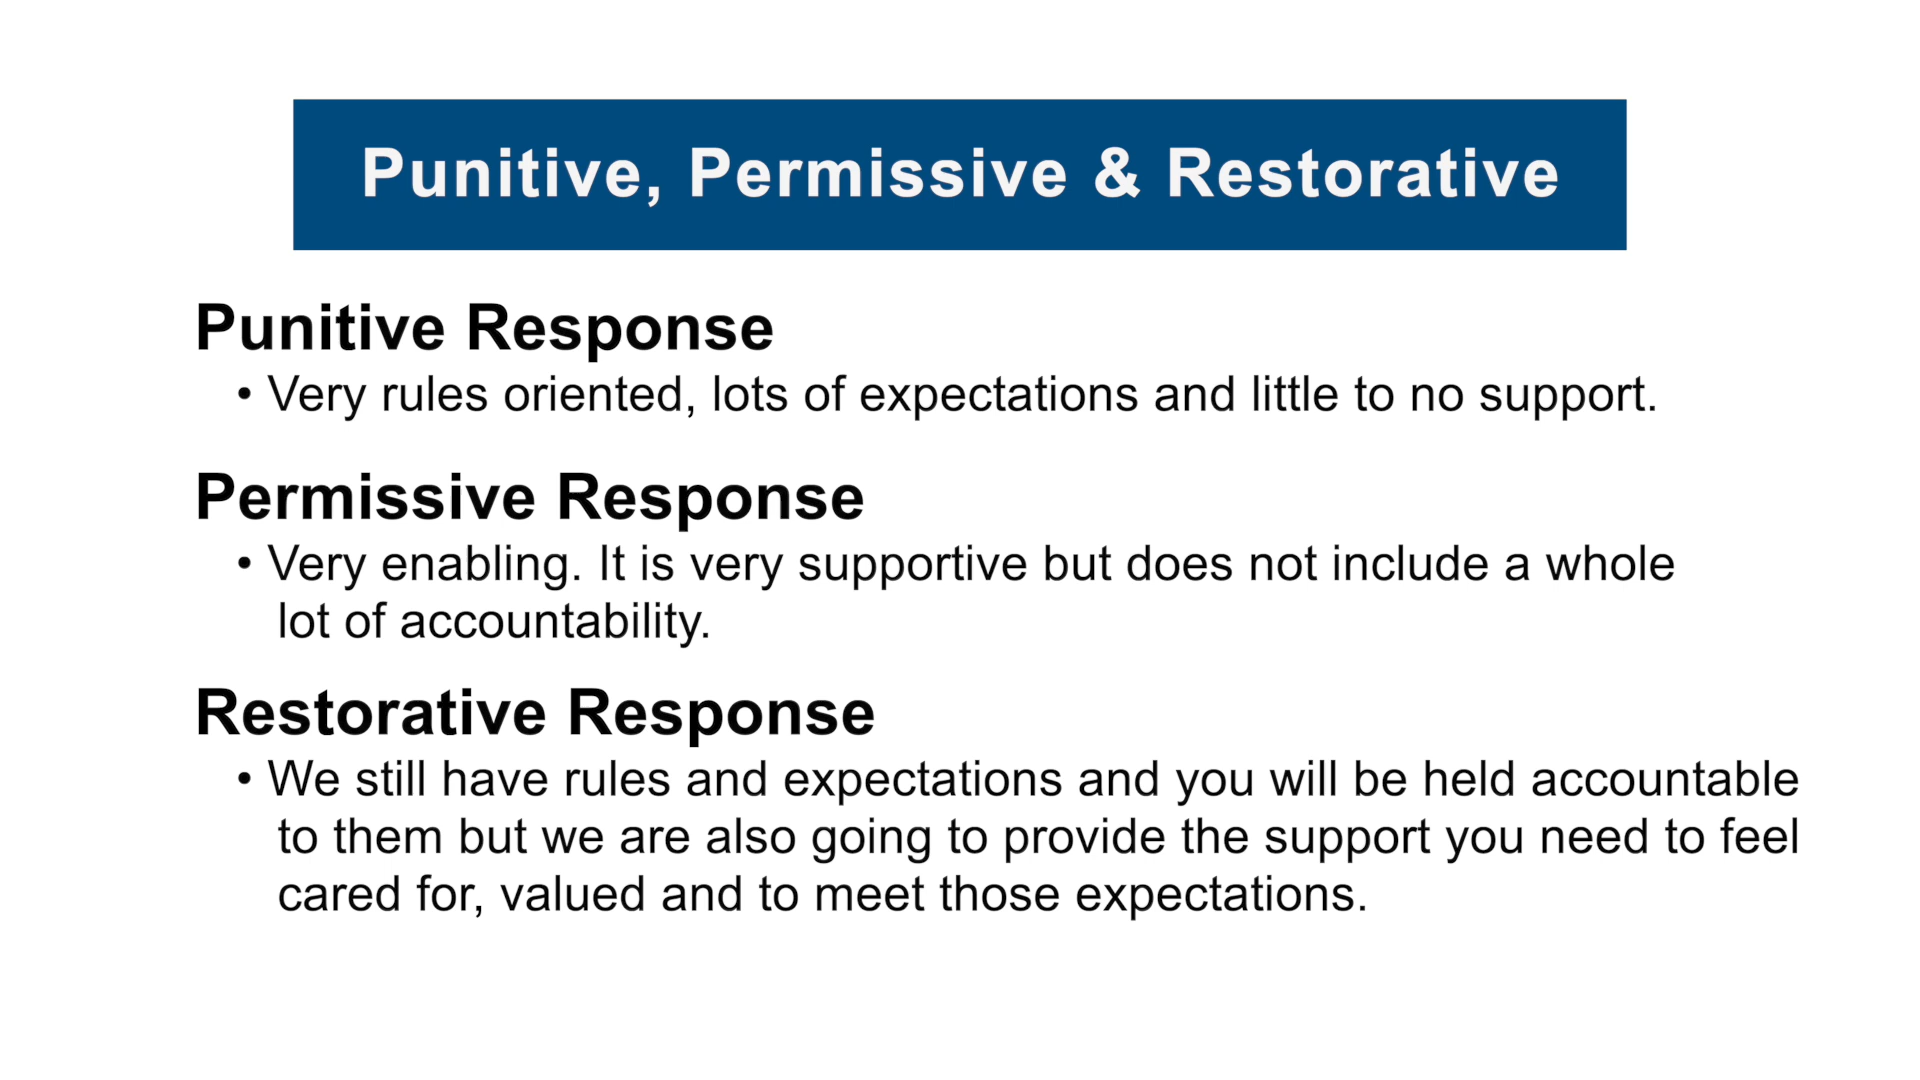 Punitive, Permissive & Restorative
Punitive Response
• Very rules oriented, lots of expectations and little to no support.
Permissive Response
• Very enabling. It is very supportive but does not include a whole
lot of accountability.
Restorative Response
• We still have rules and expectations and you will be held accountable
to them but we are also going to provide the support you need to feel
cared for, valued and to meet those expectations.